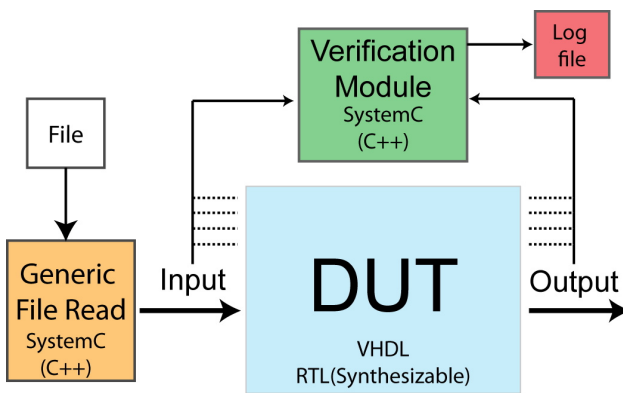 Log
file
Verification
Module
SystemC
(C++)
File
Generic
File Read
SystemC
(C++)
Input
DUT
VHDL
RTL(Synthesizable)
Output